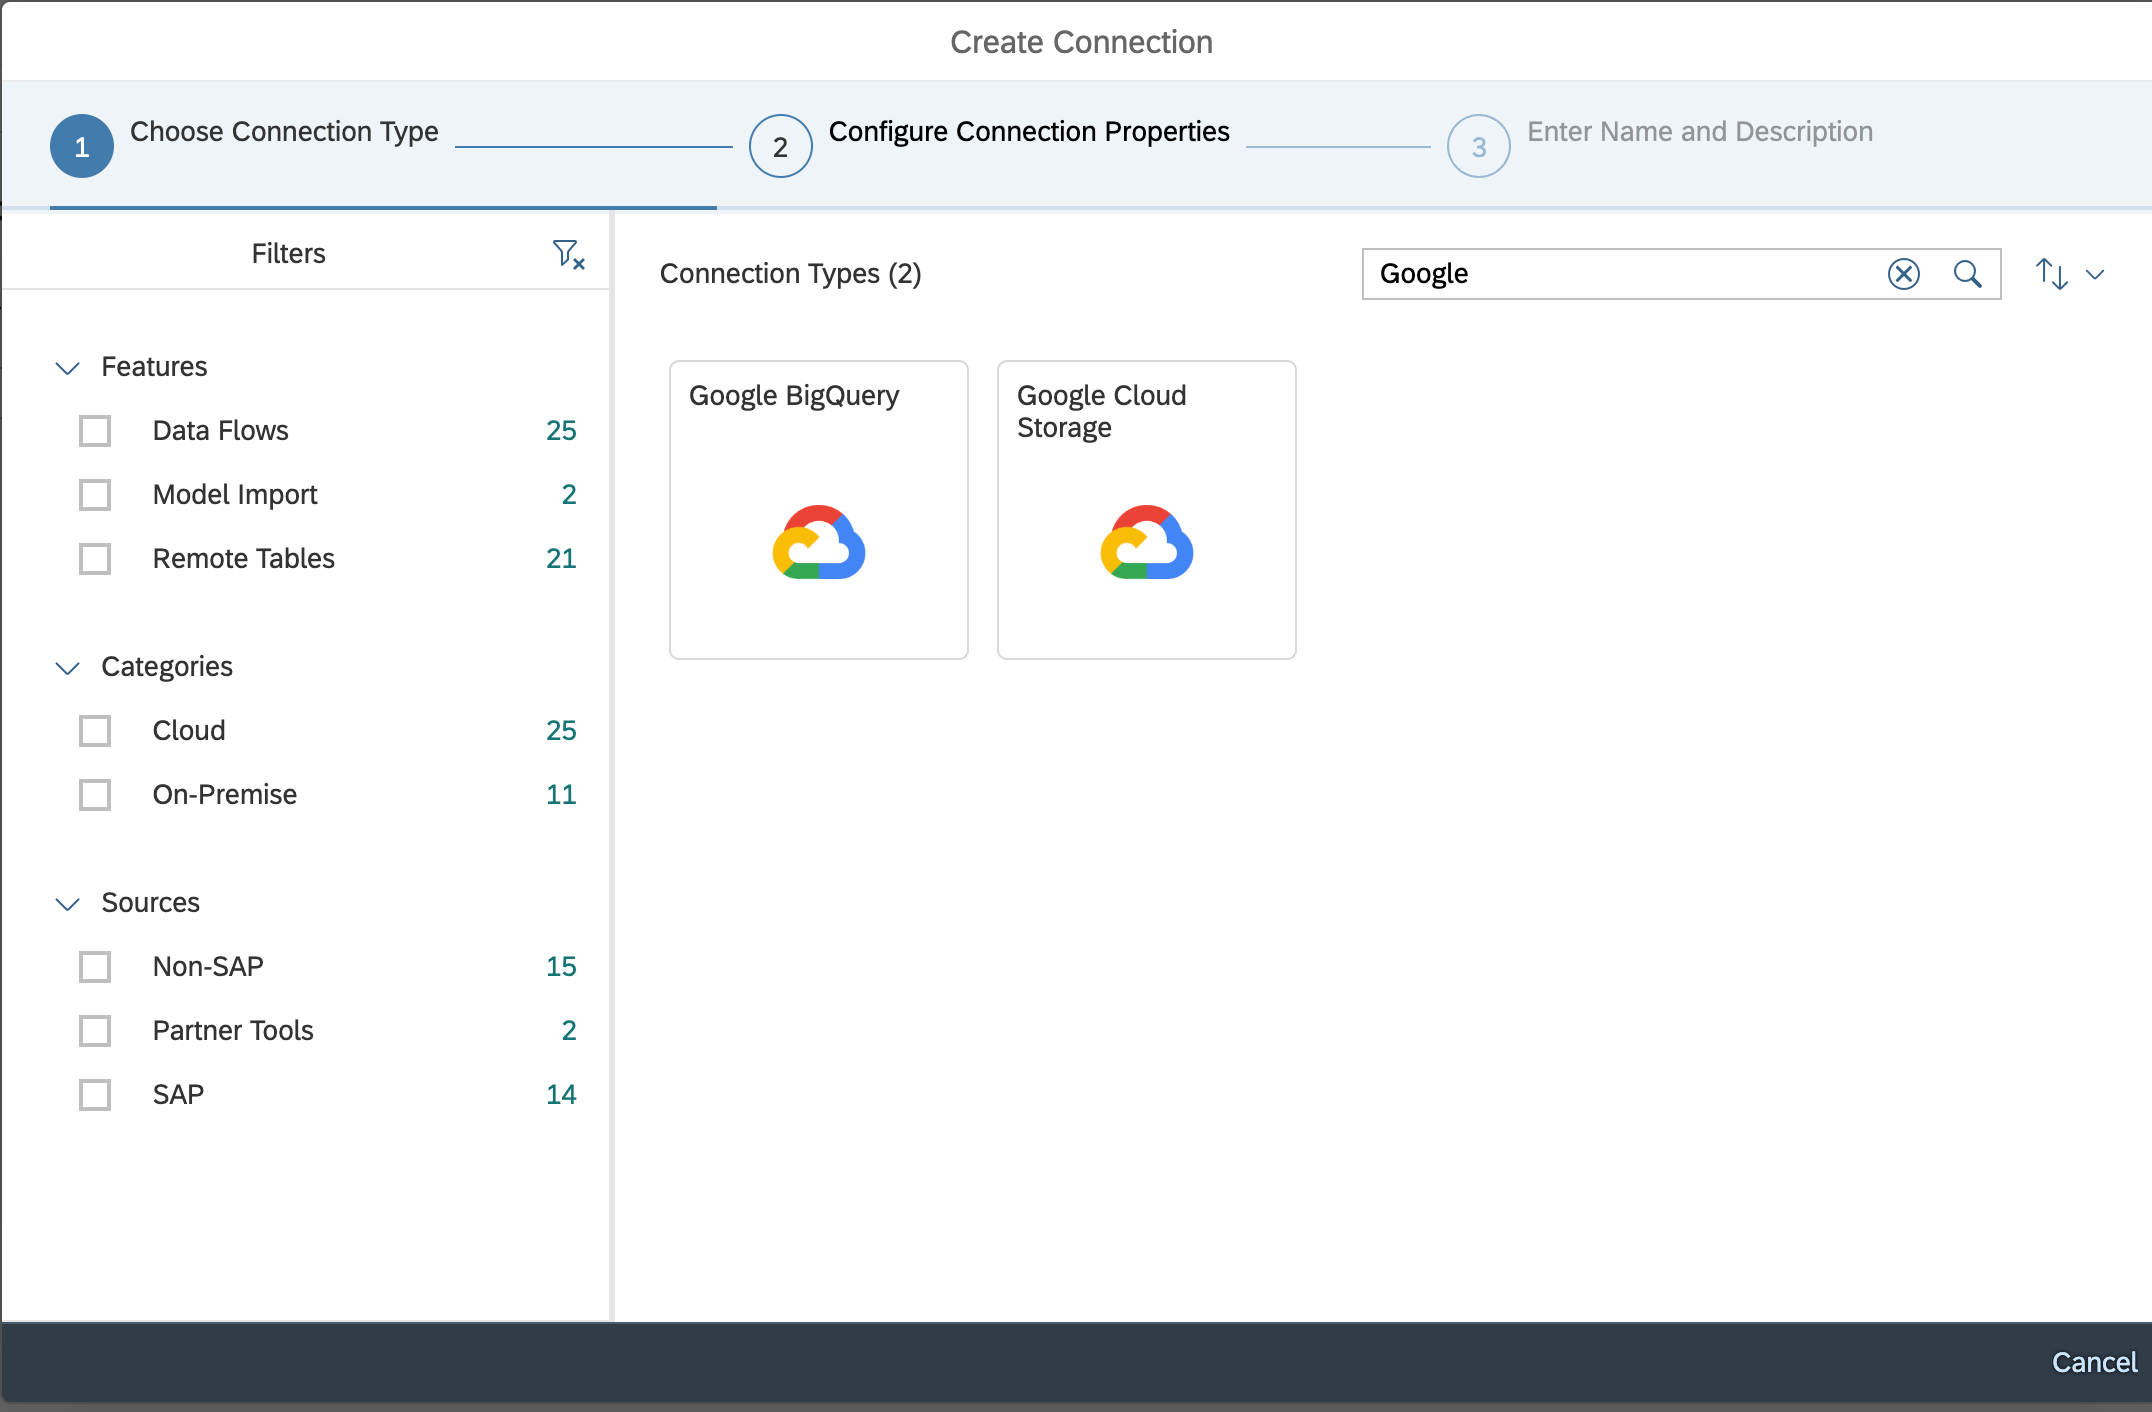 Create Connection
1 Choose Connection Type
2 Configure Connection Properties
3 Enter Name and Description
Filters
Features
Data Flows 25
Model Import 2
Remote Tables 21
Categories
Cloud 25
On-Premise 11
Sources
Non-SAP 15
Partner Tools 2
SAP 14
Connection Types (2)
Google
Google BigQuery
Google Cloud
Storage
Cancel